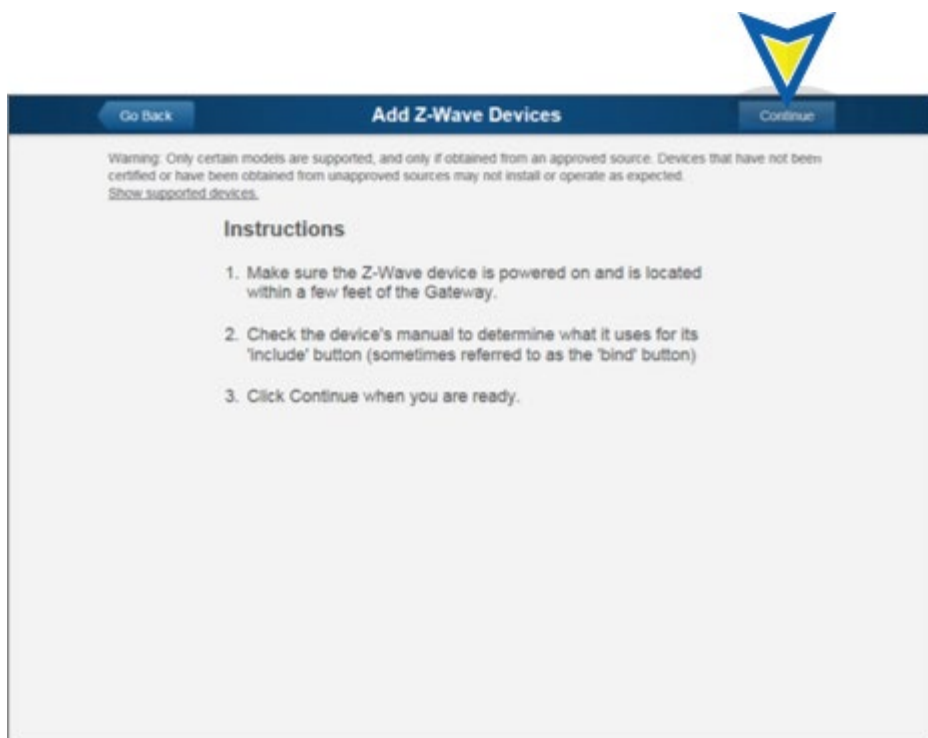 Go Back
Add Z-Wave Devices
Continue
Warning: Only certain models are supported, and only if obtained from an approved source. Devices that have not been
certified or have been obtained from unapproved sources may not install or operate as expected.
Show supported devices.
Instructions
1. Make sure the Z-Wave device is powered on and is located
within a few feet of the Gateway.
2. Check the device's manual to determine what it uses for its
'include' button (sometimes referred to as the 'bind' button)
3. Click Continue when you are ready.